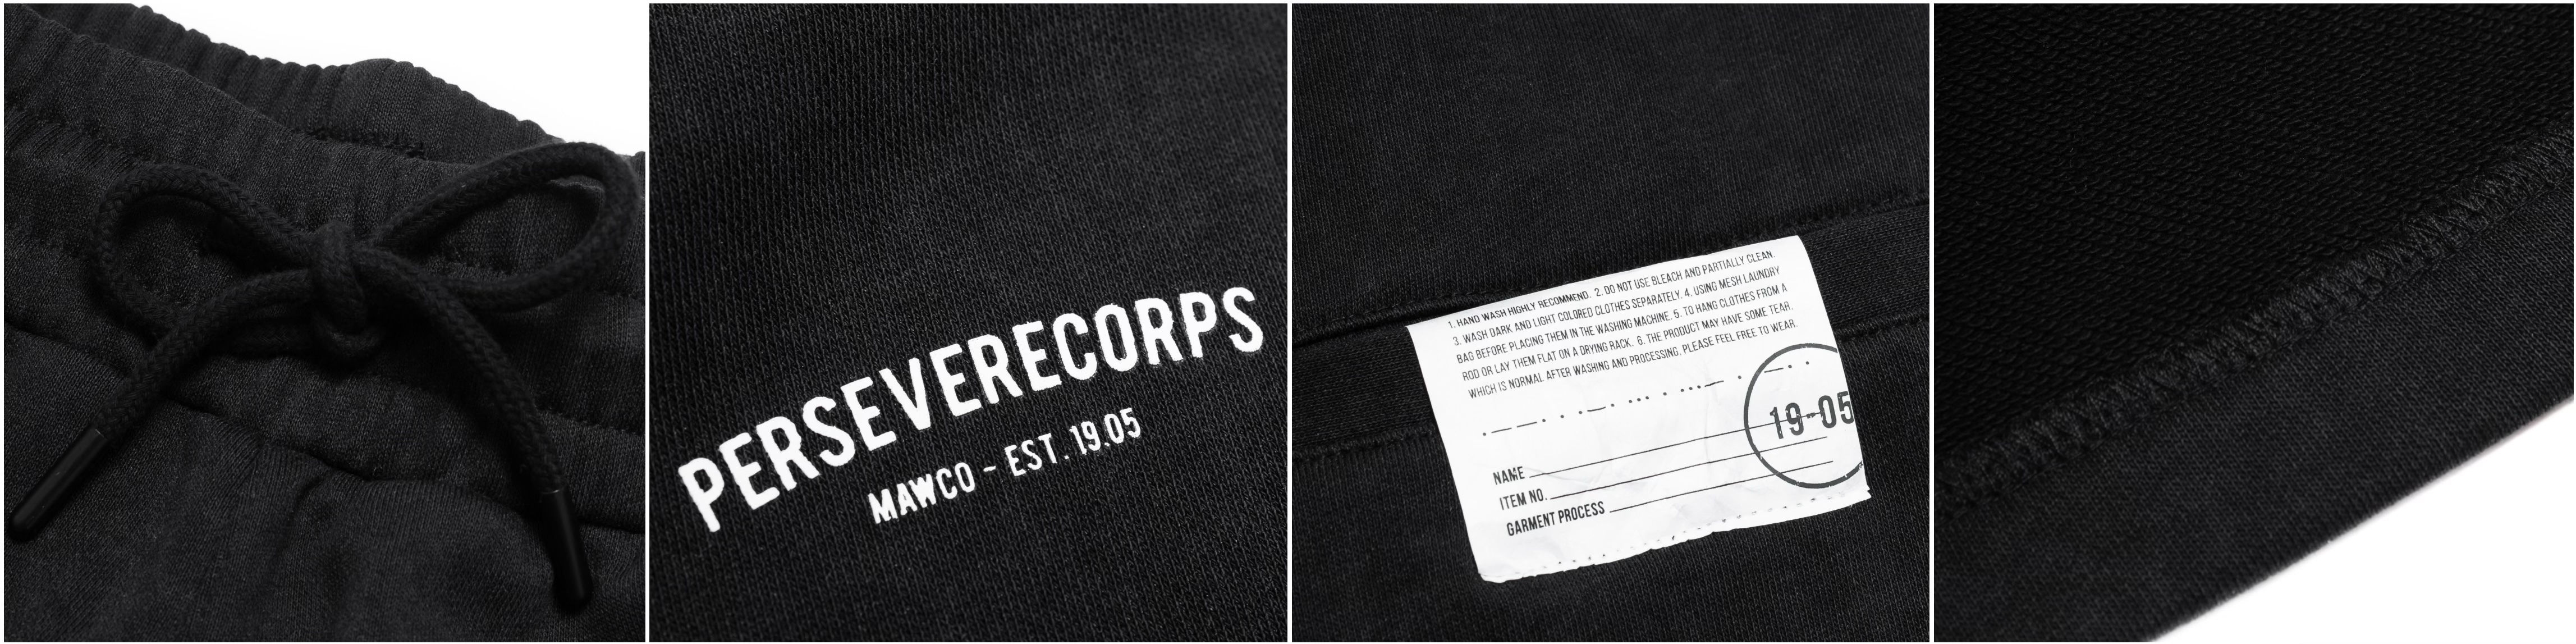 PERSEVERECORPS
MAWCO - EST. 19.05
1. HAND WASH HIGHLY RECOMMEND. 2. DO NOT USE BLEACH AND PARTIALLY CLEAN.
3. WASH DARK AND LIGHT COLORED CLOTHES SEPARATELY. 4. USING MESH LAUNDRY
BAG BEFORE PLACING THEM IN THE WASHING MACHINE. 5. TO HANG CLOTHES FROM A
ROD OR LAY THEM FLAT ON A DRYING RACK. 6. THE PRODUCT MAY HAVE SOME TEAR.
WHICH IS NORMAL AFTER WASHING AND PROCESSING. PLEASE FEEL FREE TO WEAR.
19-05
NAME
ITEM NO.
GARMENT PROCESS